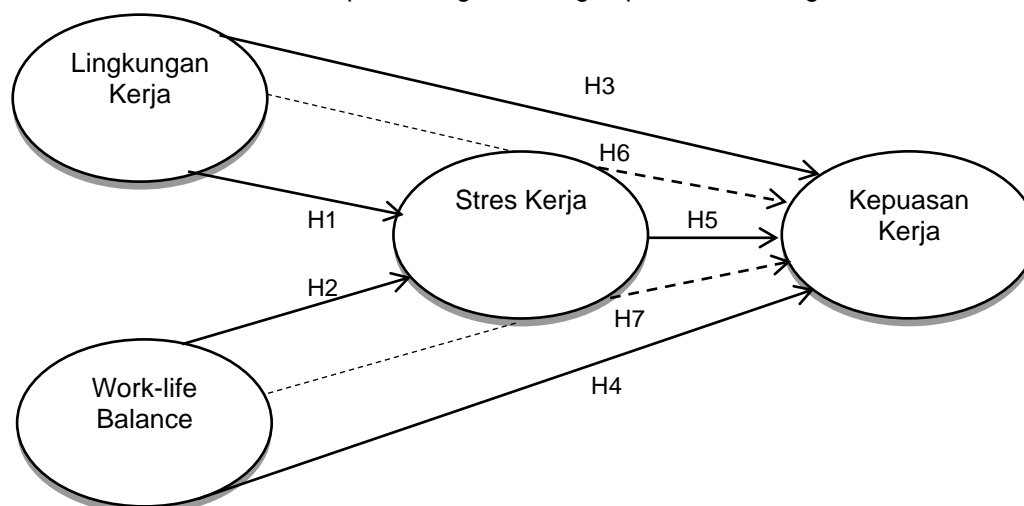 Lingkungan
Kerja
H3
H6
Stres Kerja
Kepuasan
Kerja
H1
H5
H2
H7
Work-life
Balance
H4